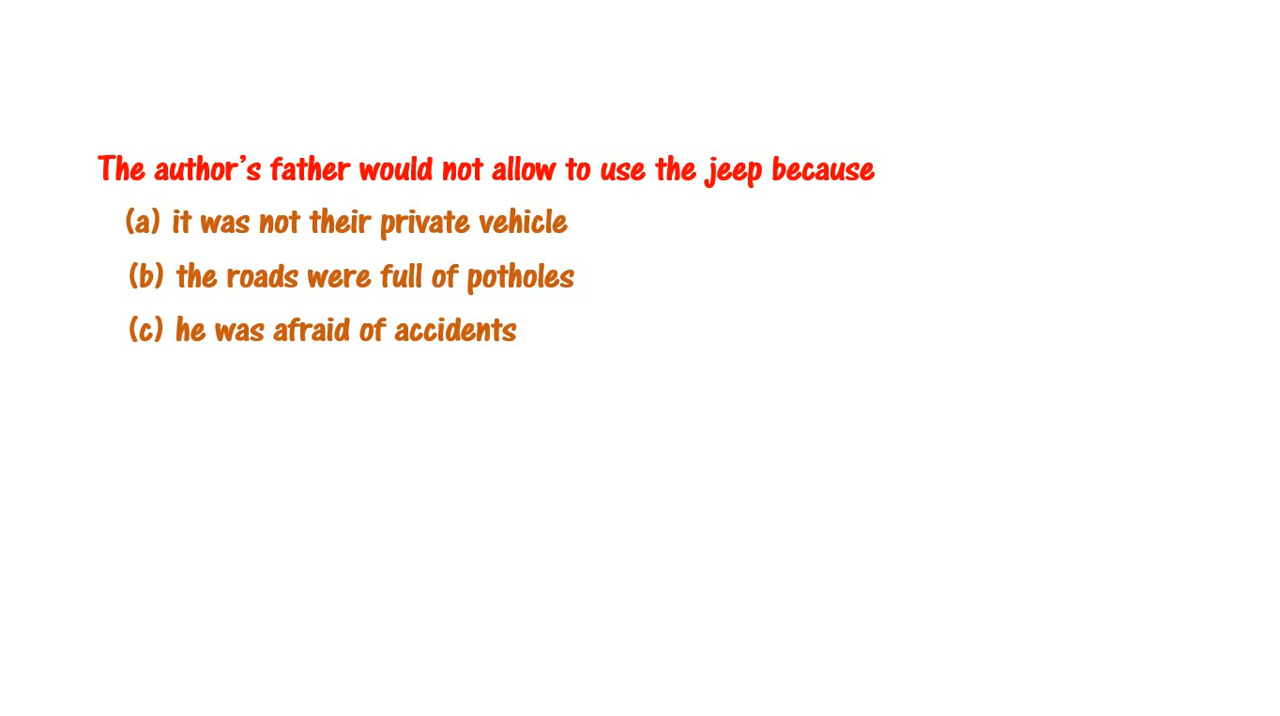 The author’s father would not allow to use the jeep because
(a) it was not their private vehicle
(b) the roads were full of potholes
(c) he was afraid of accidents